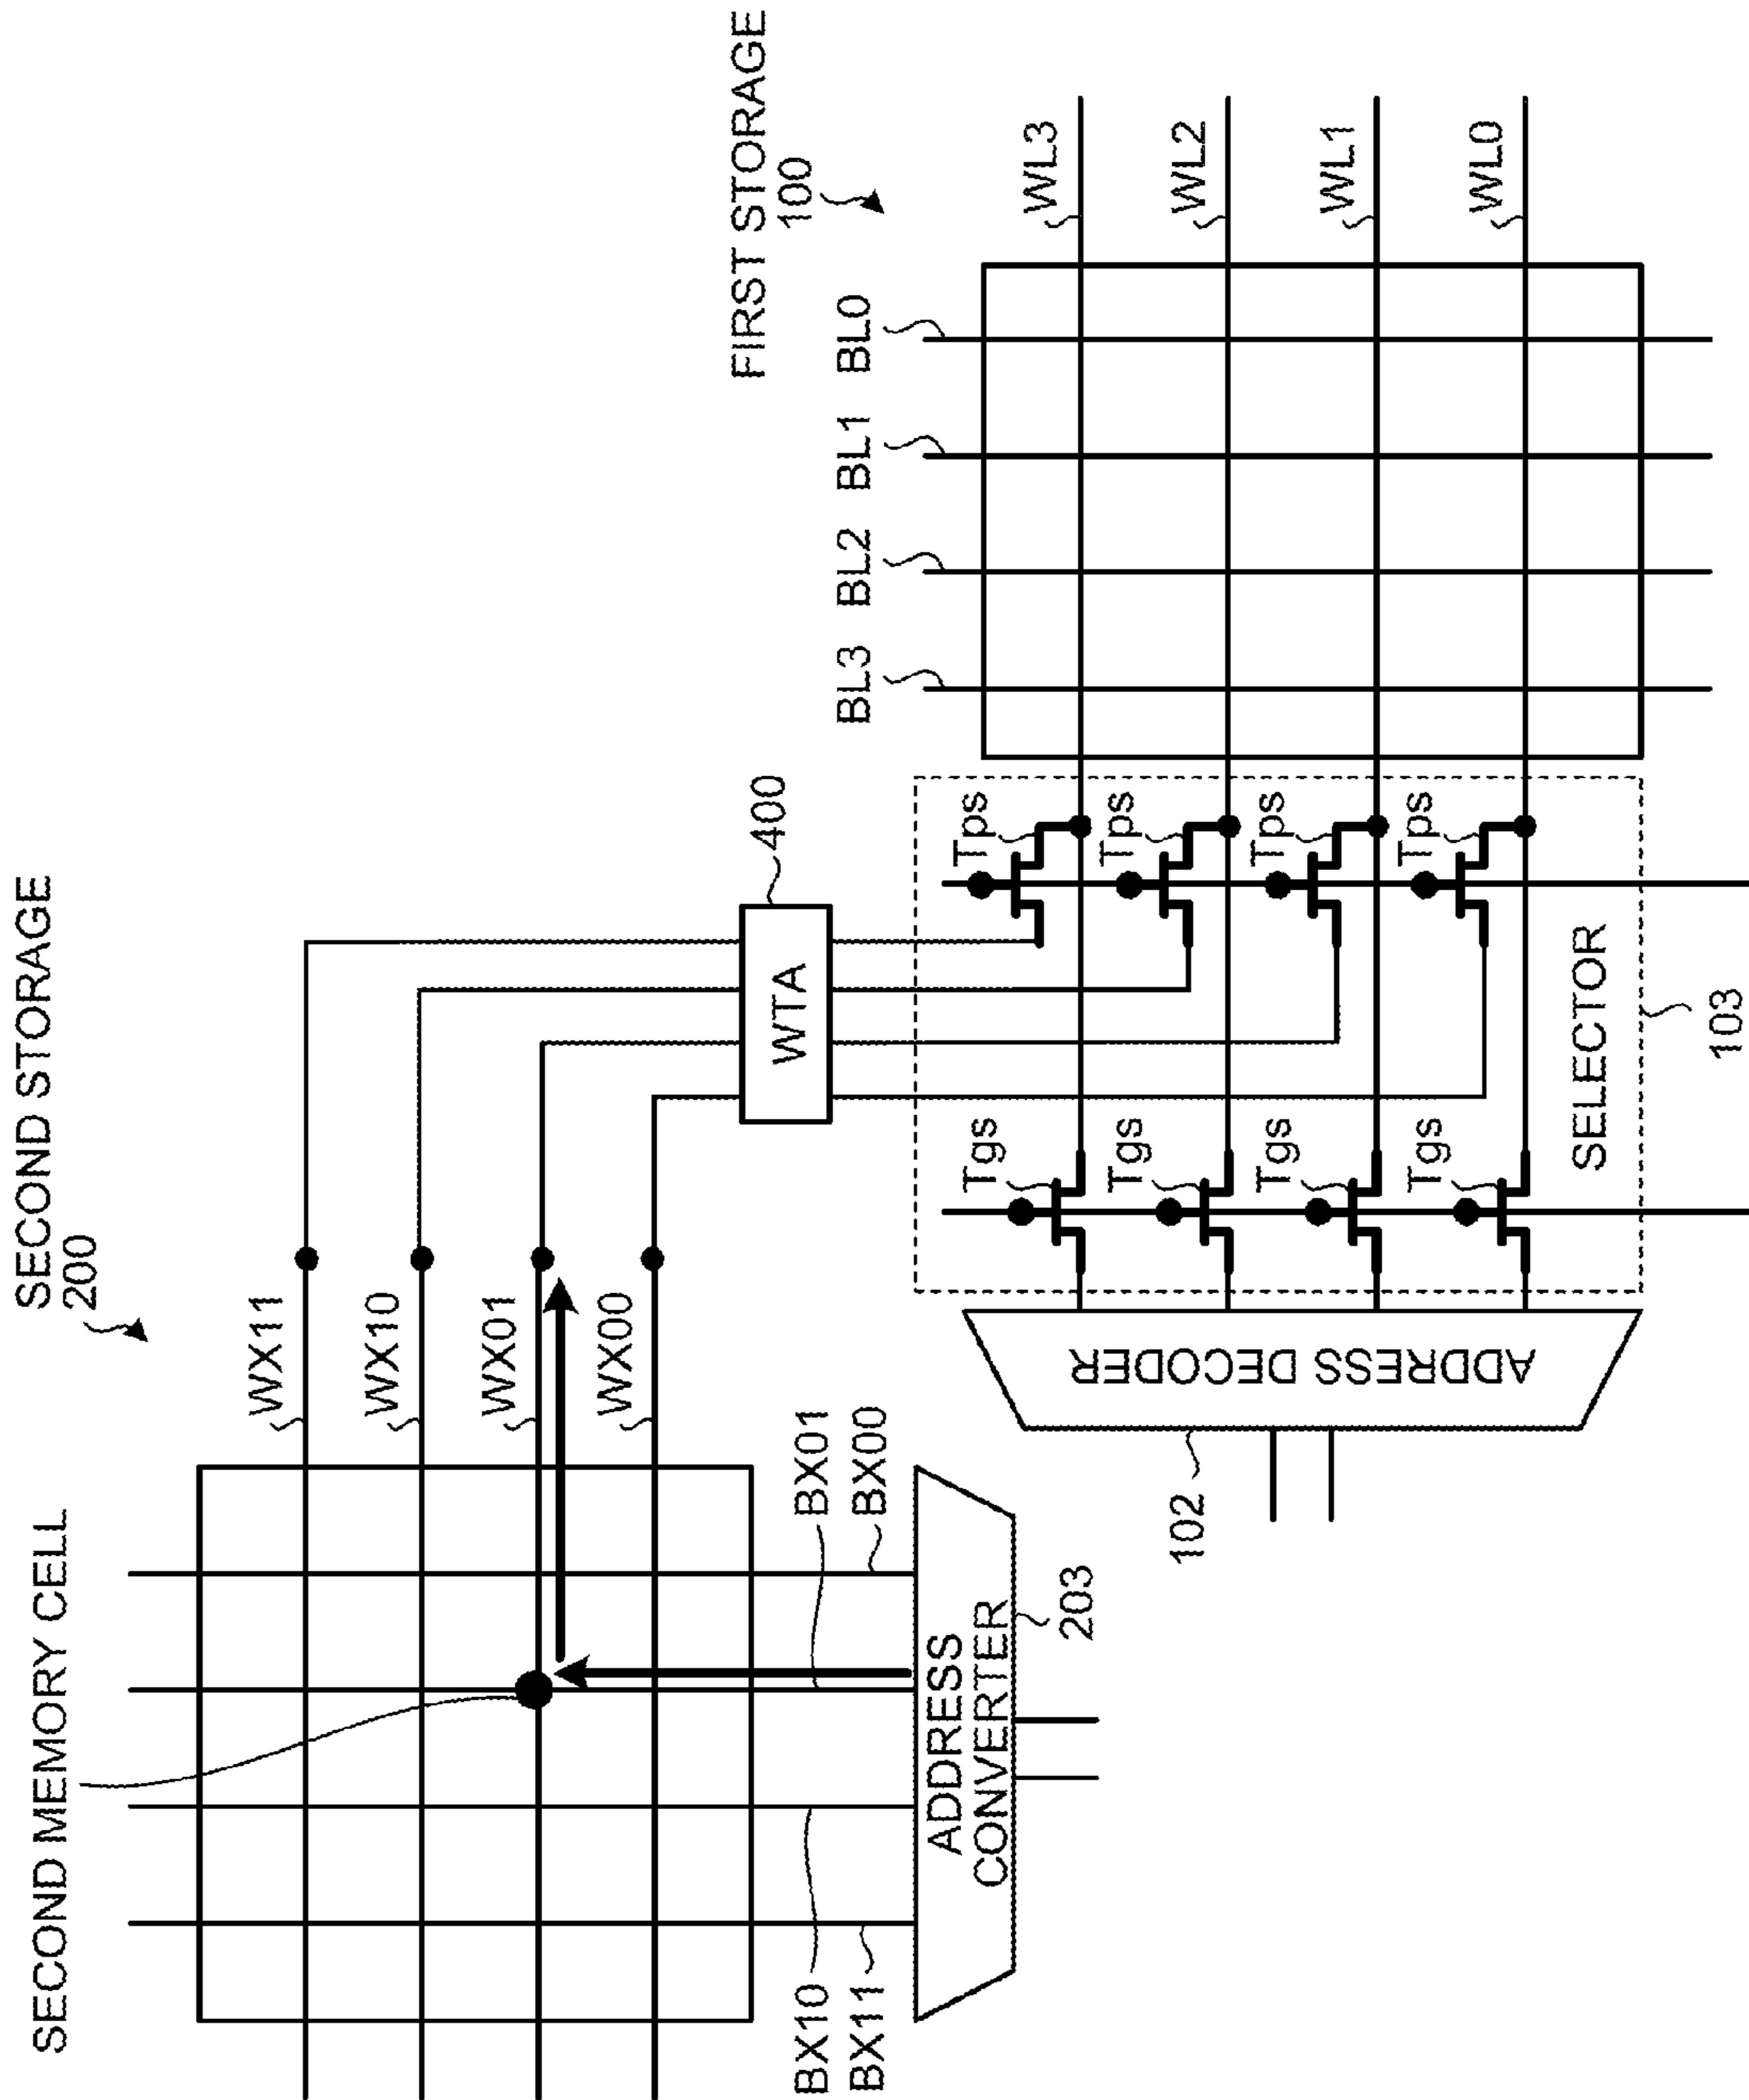 SECOND STORAGE
200
SECOND MEMORY CELL
WX11
WX10
WX01
WX00
BX10
BX11
BX01
BX00
ADDRESS
CONVERTER
203
400
WTA
FIRST STORAGE
100
BL3
BL2
BL1
BL0
WL3
WL2
WL1
WL0
Tgs
Tps
Tgs
Tps
Tgs
Tps
Tgs
Tps
SELECTOR
103
ADDRESS DECODER
102